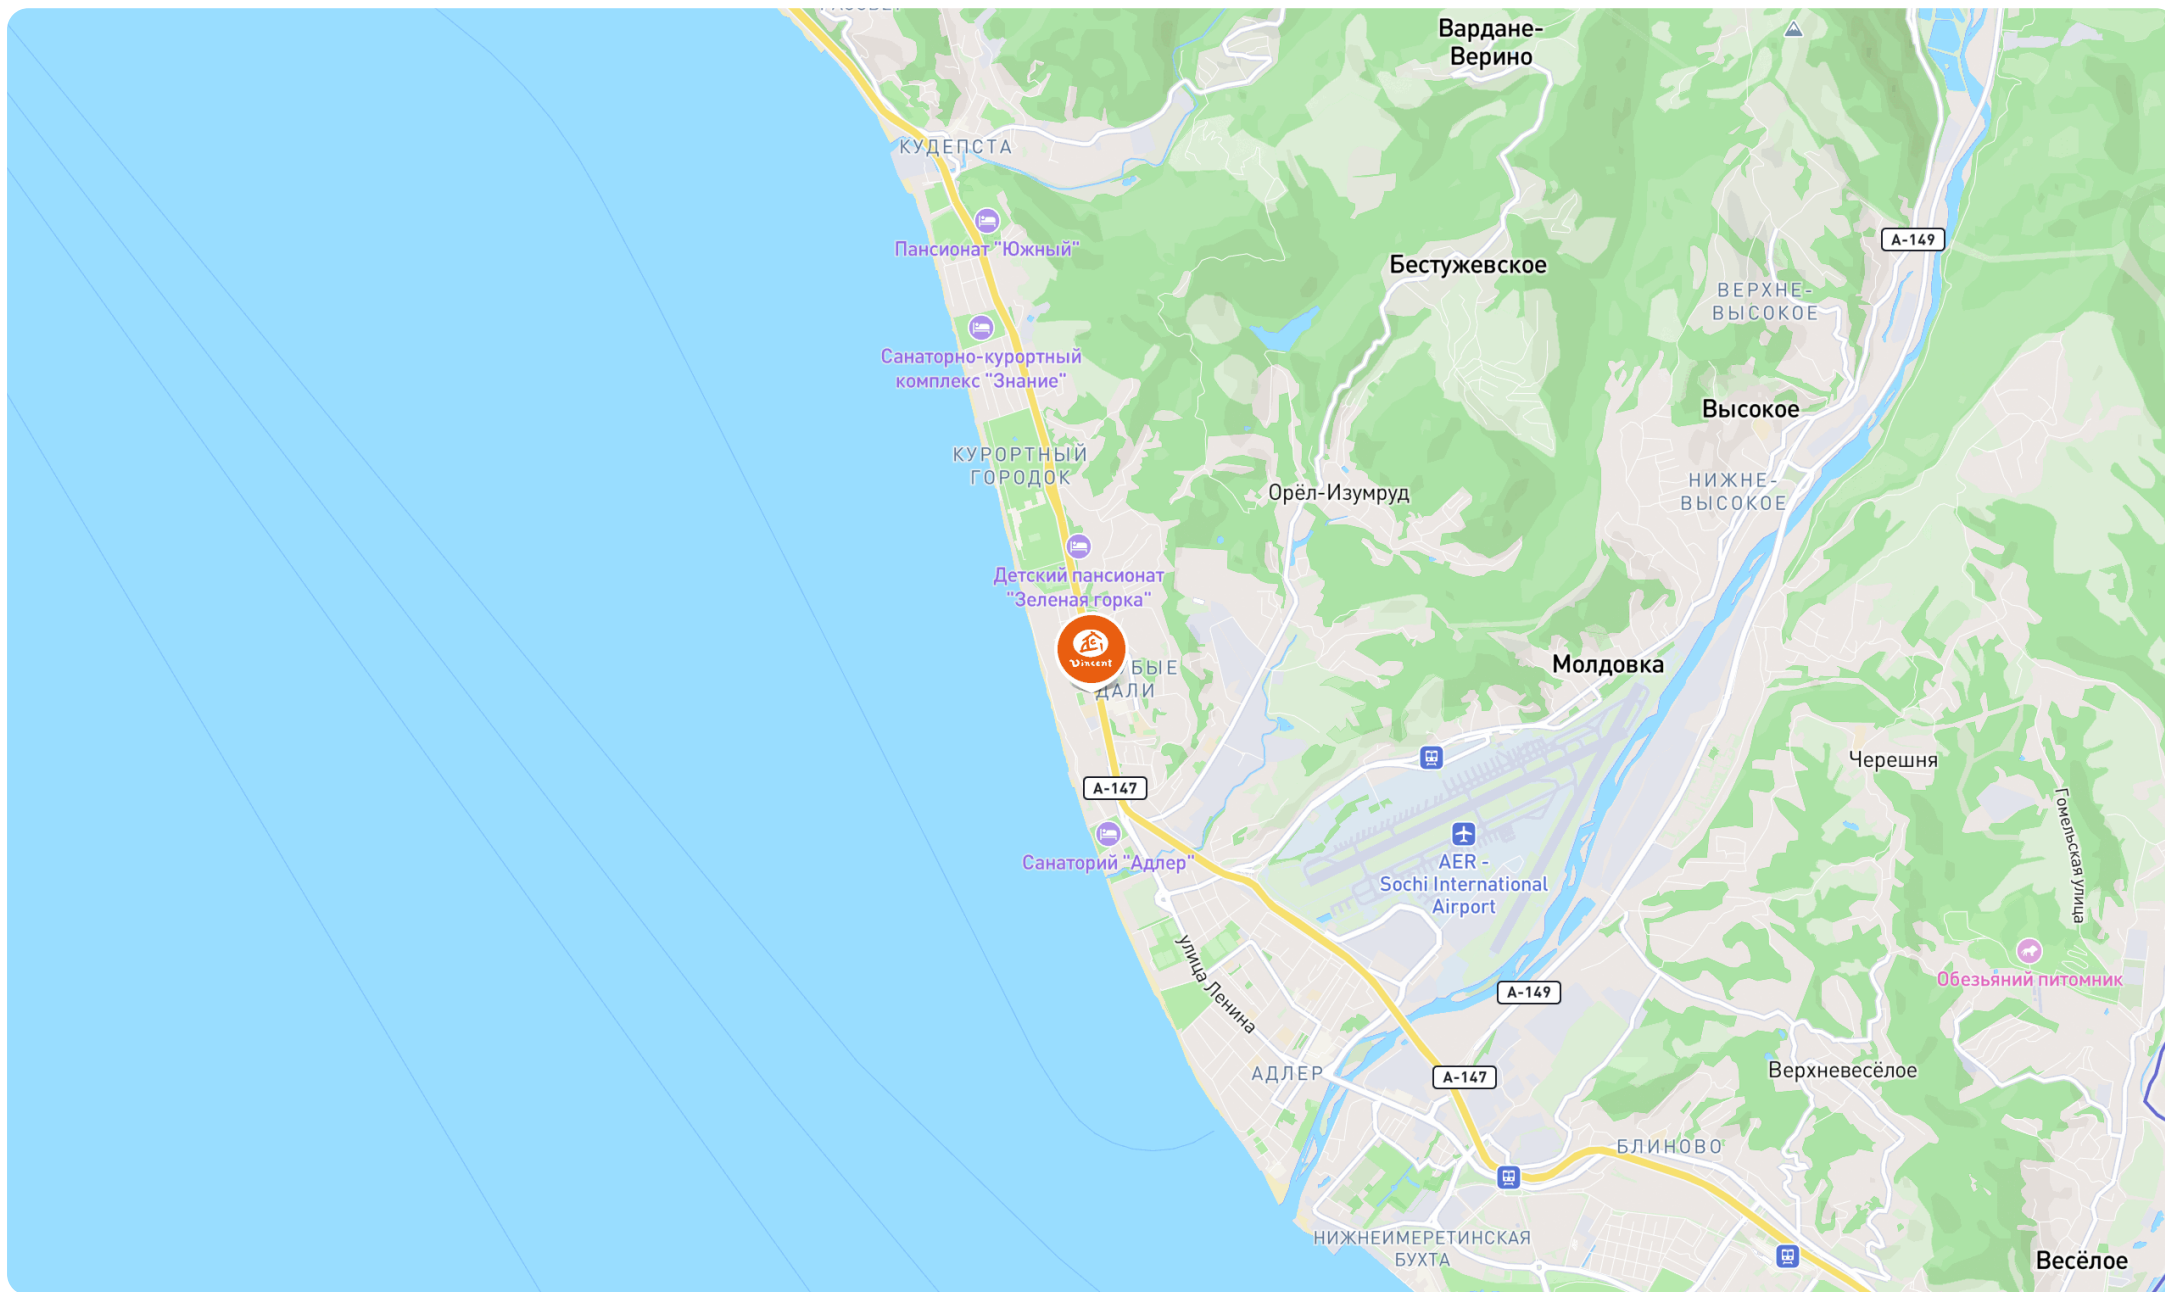 Вардане-
Верино
КУДЕПСТА
А-149
Пансионат "Южный"
Бестужевское
ВЕРХНЕ-
ВЫСОКОЕ
Санаторно-курортный
комплекс "Знание"
Высокое
КУРОРТНЫЙ
ГОРОДОК
НИЖНЕ-
ВЫСОКОЕ
Орёл-Изумруд
Детский пансионат
"Зеленая горка"
Vincent
БЫЕ
ДАЛИ
Молдовка
Черешня
А-147
Гомельская улица
Санаторий "Адлер"
AER -
Sochi International
Airport
улица Ленина
Обезьяний питомник
А-149
АДЛЕР
А-147
Верхневесёлое
БЛИНОВО
НИЖНЕИМЕРЕТИНСКАЯ
БУХТА
Весёлое